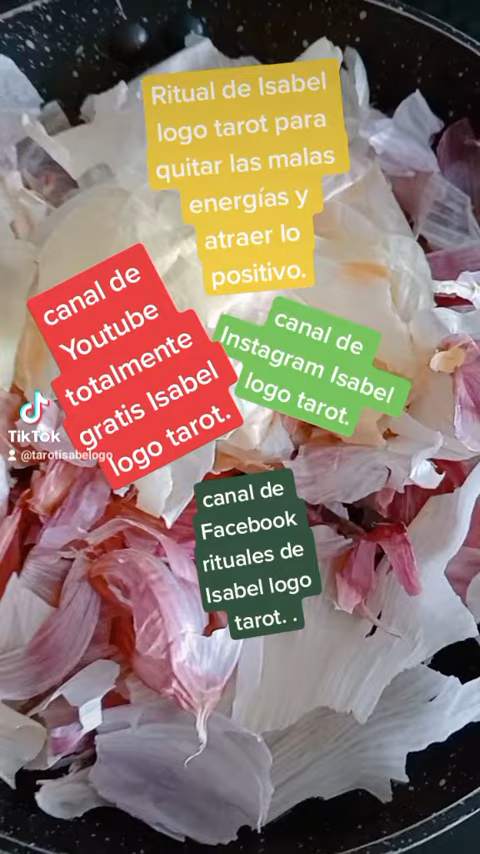 Ritual de Isabel
logo tarot para
quitar las malas
energías y
atraer lo
positivo.
canal de
Youtube
totalmente
gratis Isabel
logo tarot.
canal de
Instagram Isabel
logo tarot.
TikTok
@tarotisabelogo
canal de
Facebook
rituales de
Isabel logo
tarot. .